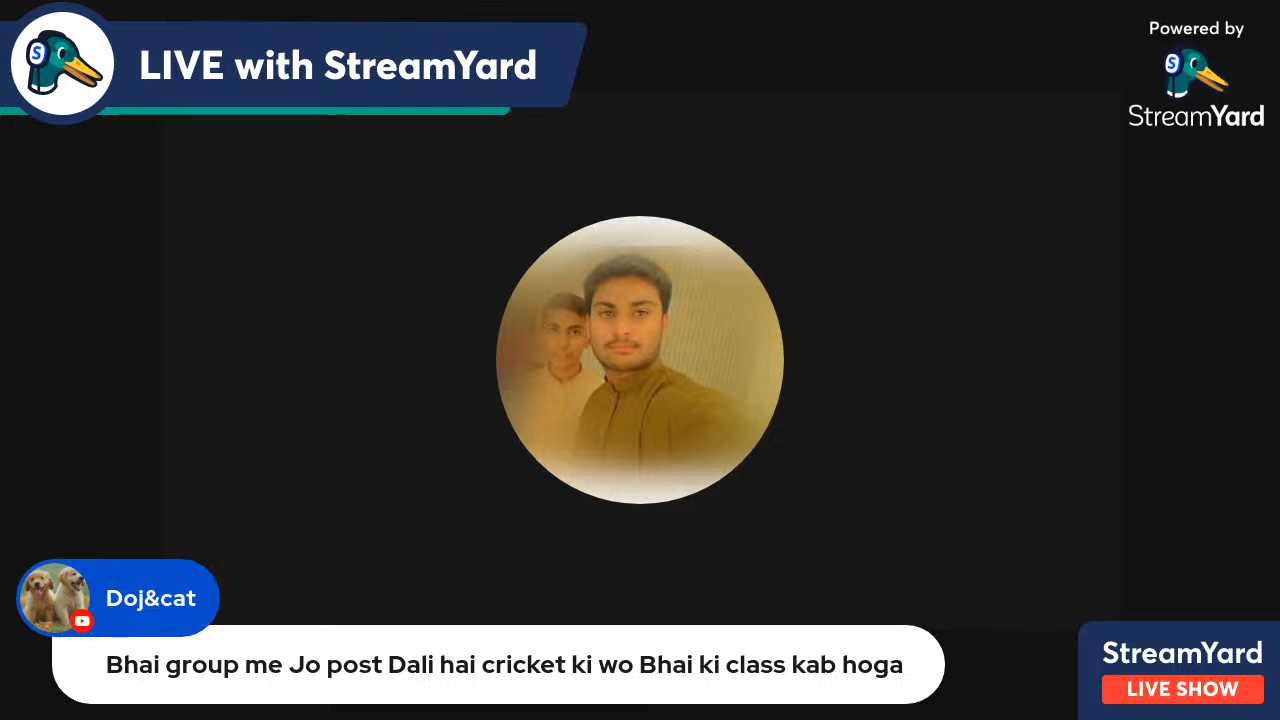 S
LIVE with StreamYard
Powered by
S
StreamYard
Doj&cat
Bhai group me Jo post Dali hai cricket ki wo Bhai ki class kab hoga
StreamYard
LIVE SHOW